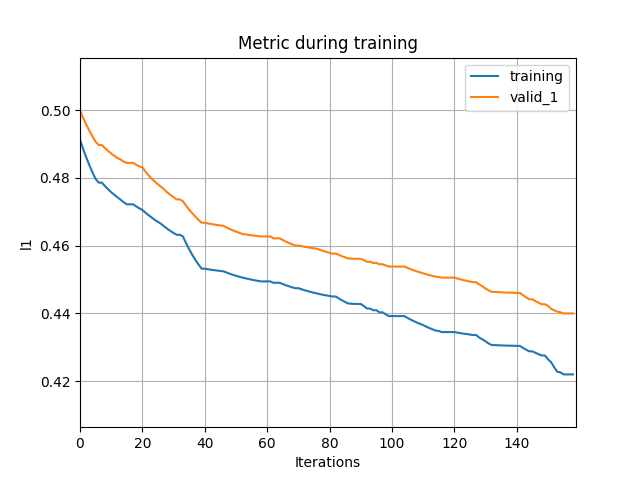 Metric during training
training
valid_1
0.50
0.48
0.46
0.44
0.42
l1
0 20 40 60 80 100 120 140
Iterations